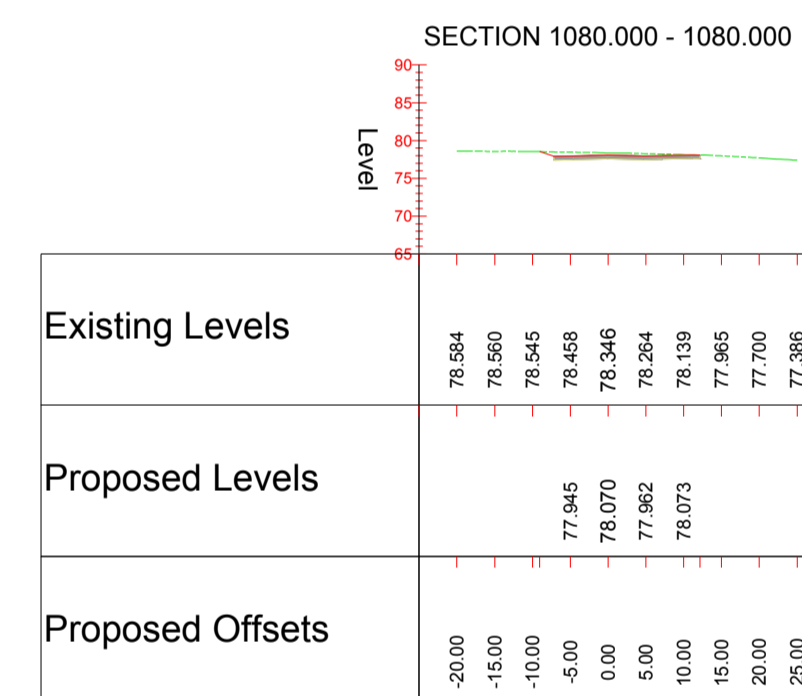 SECTION 1080.000 - 1080.000
90
85
80
75
70
65
Level
Existing Levels
78.584 78.560 78.545 78.458 78.346 78.264 78.139 77.965 77.700 77.386
Proposed Levels
77.945 78.070 77.962 78.073
Proposed Offsets
-20.00 -15.00 -10.00 -5.00 0.00 5.00 10.00 15.00 20.00 25.00